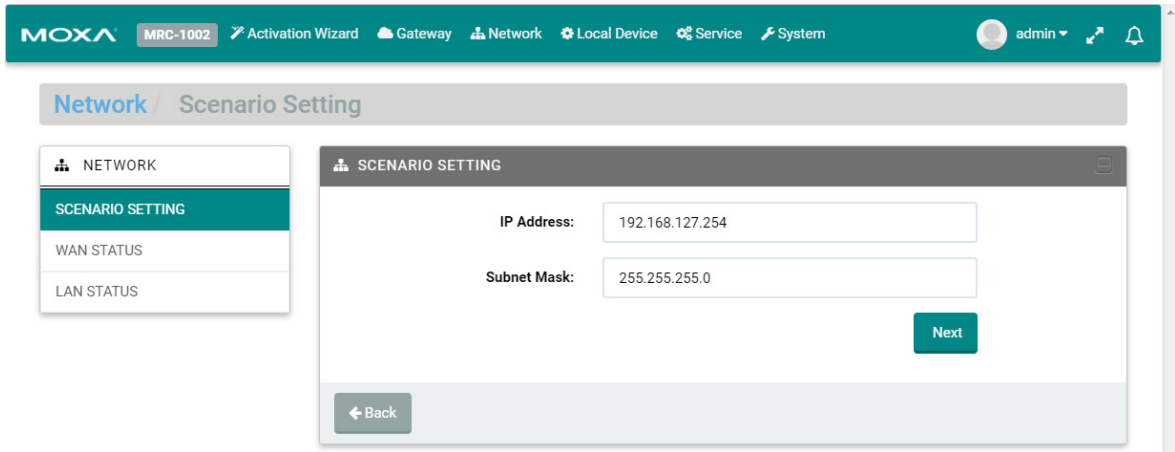 MOXA MRC-1002 Activation Wizard Gateway Network Local Device Service System admin
Network / Scenario Setting
NETWORK
SCENARIO SETTING
WAN STATUS
LAN STATUS
SCENARIO SETTING
IP Address: 192.168.127.254
Subnet Mask: 255.255.255.0
Next
Back